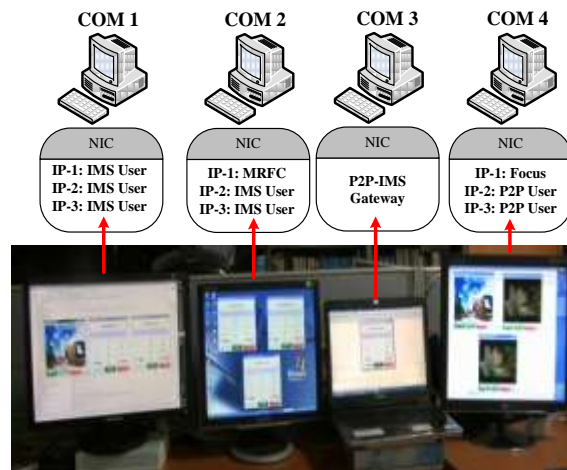 COM 1
COM 2
COM 3
COM 4
NIC
IP-1: IMS User
IP-2: IMS User
IP-3: IMS User
NIC
IP-1: MRFC
IP-2: IMS User
IP-3: IMS User
NIC
P2P-IMS
Gateway
NIC
IP-1: Focus
IP-2: P2P User
IP-3: P2P User